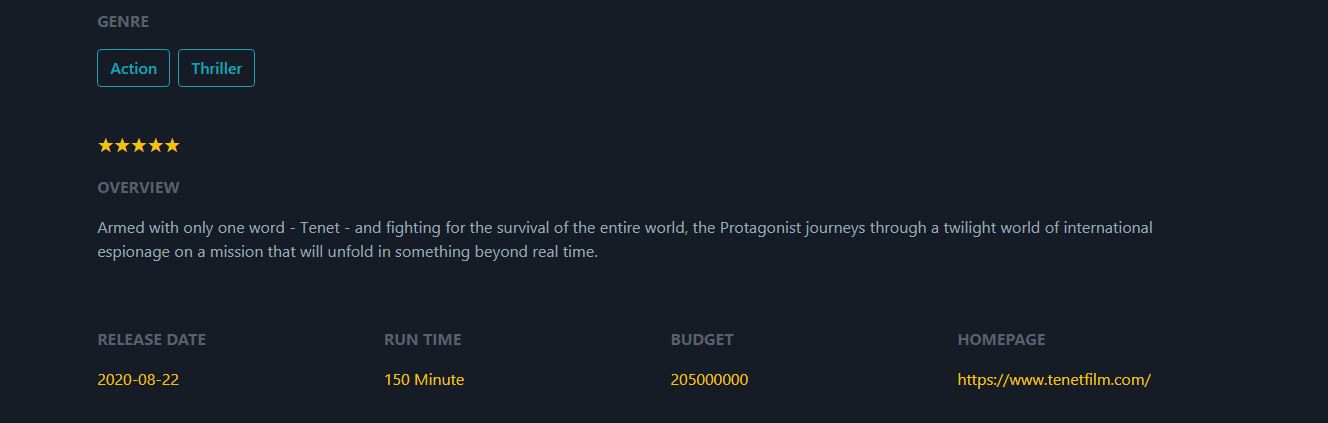 GENRE
Action Thriller
★★★★★
OVERVIEW
Armed with only one word - Tenet - and fighting for the survival of the entire world, the Protagonist journeys through a twilight world of international
espionage on a mission that will unfold in something beyond real time.
RELEASE DATE RUN TIME BUDGET HOMEPAGE
2020-08-22 150 Minute 205000000 https://www.tenetfilm.com/